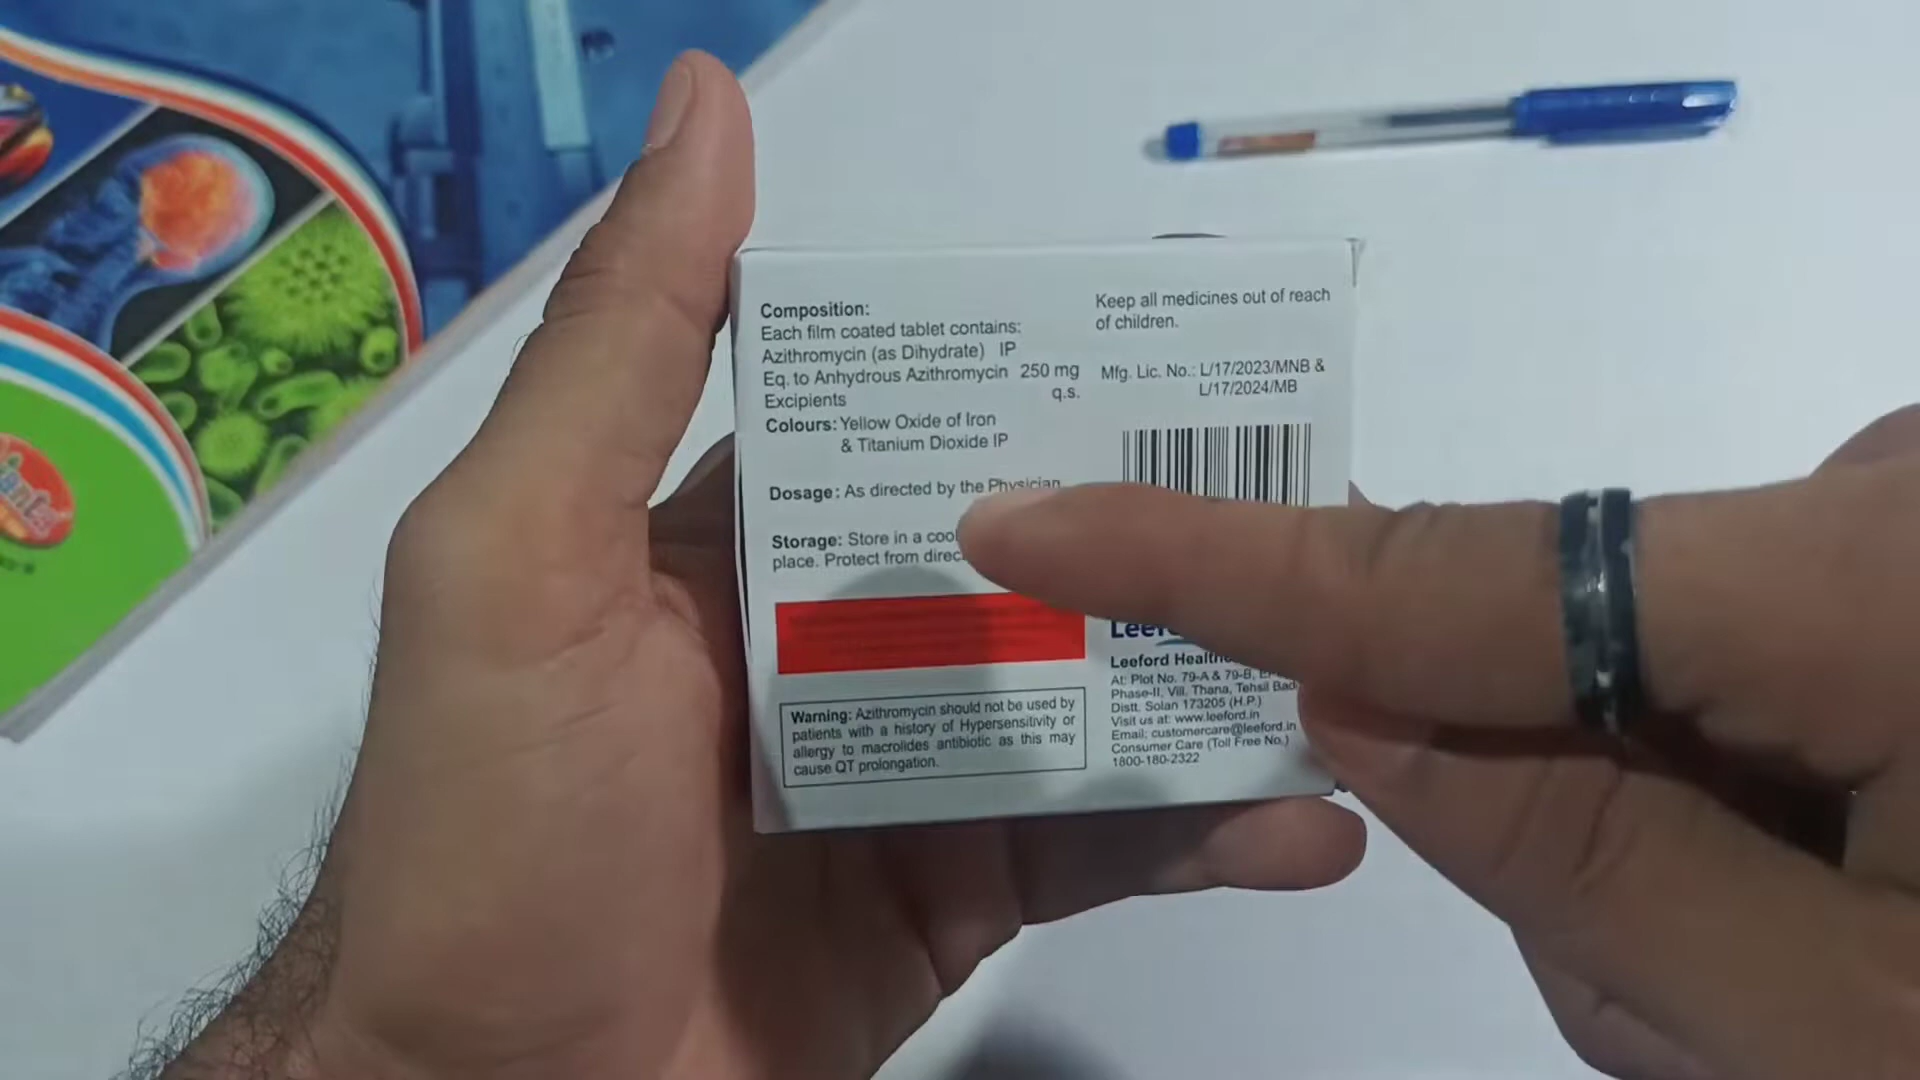 Composition:
Each film coated tablet contains:
Azithromycin (as Dihydrate) IP
Eq. to Anhydrous Azithromycin 250 mg
Excipients q.s.
Colours: Yellow Oxide of Iron
& Titanium Dioxide IP
Dosage: As directed by the Physician
Storage: Store in a cool
place. Protect from direc
Warning: Azithromycin should not be used by
patients with a history of Hypersensitivity or
allergy to macrolides antibiotic as this may
cause QT prolongation.
Keep all medicines out of reach
of children.
Mfg. Lic. No.: L/17/2023/MNB &
L/17/2024/MB
Leeford
At: Plot No. 79-A & 79-B,
Phase-II, Vill. Thana, Tehsil Bad
Distt. Solan 173205 (H.P.)
Visit us at: www.leeford.in
Email: customercare@leeford.in
Consumer Care (Toll Free No.)
1800-180-2322